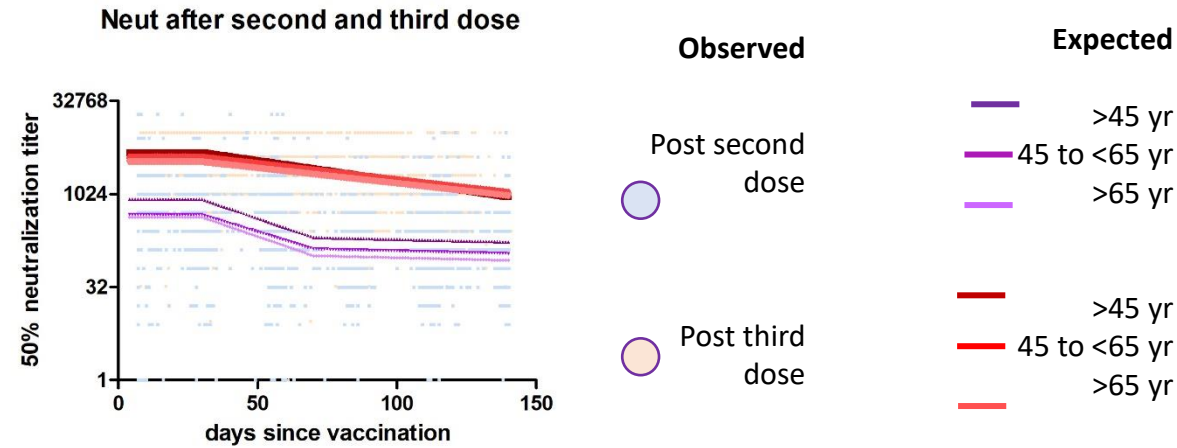 Neut after second and third dose
50% neutralization titer
32768
1024
32
1
0
50
100
150
days since vaccination
Observed
Post second
dose
Post third
dose
Expected
>45 yr
45 to <65 yr
>65 yr
>45 yr
45 to <65 yr
>65 yr